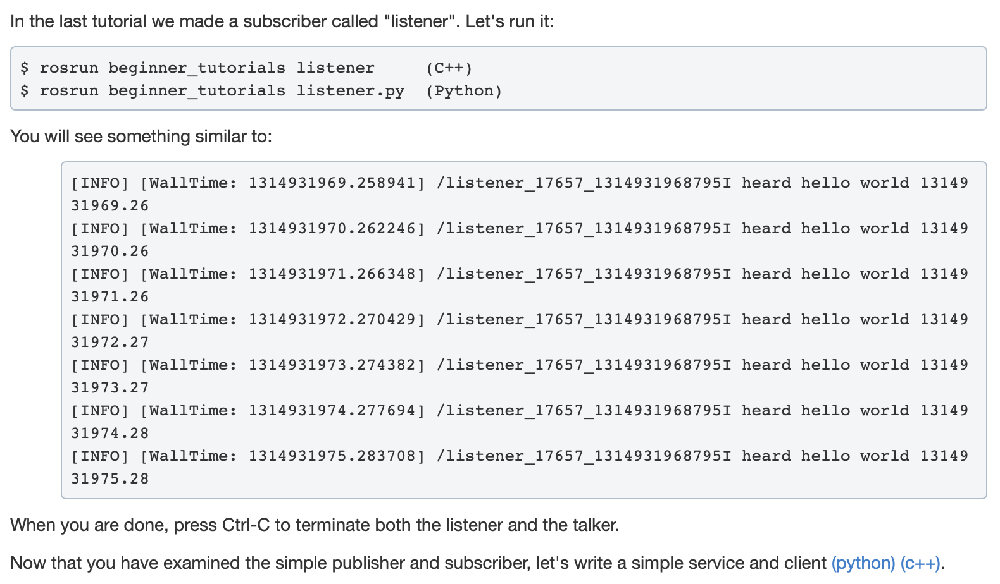 In the last tutorial we made a subscriber called "listener". Let's run it:
$ rosrun beginner_tutorials listener     (C++)
$ rosrun beginner_tutorials listener.py  (Python)
You will see something similar to:
[INFO] [WallTime: 1314931969.258941] /listener_17657_1314931968795I heard hello world 13149
31969.26
[INFO] [WallTime: 1314931970.262246] /listener_17657_1314931968795I heard hello world 13149
31970.26
[INFO] [WallTime: 1314931971.266348] /listener_17657_1314931968795I heard hello world 13149
31971.26
[INFO] [WallTime: 1314931972.270429] /listener_17657_1314931968795I heard hello world 13149
31972.27
[INFO] [WallTime: 1314931973.274382] /listener_17657_1314931968795I heard hello world 13149
31973.27
[INFO] [WallTime: 1314931974.277694] /listener_17657_1314931968795I heard hello world 13149
31974.28
[INFO] [WallTime: 1314931975.283708] /listener_17657_1314931968795I heard hello world 13149
31975.28
When you are done, press Ctrl-C to terminate both the listener and the talker.
Now that you have examined the simple publisher and subscriber, let's write a simple service and client (python) (c++).